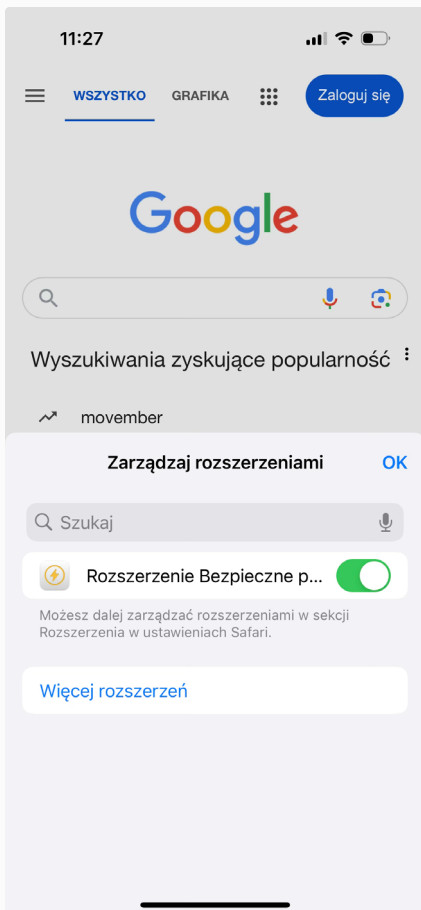 11:27
WSZYSTKO GRAFIKA Zaloguj się
Google
Wyszukiwania zyskujące popularność
movember
Zarządzaj rozszerzeniami OK
Szukaj
Rozszerzenie Bezpieczne p...
Możesz dalej zarządzać rozszerzeniami w sekcji
Rozszerzenia w ustawieniach Safari.
Więcej rozszerzeń